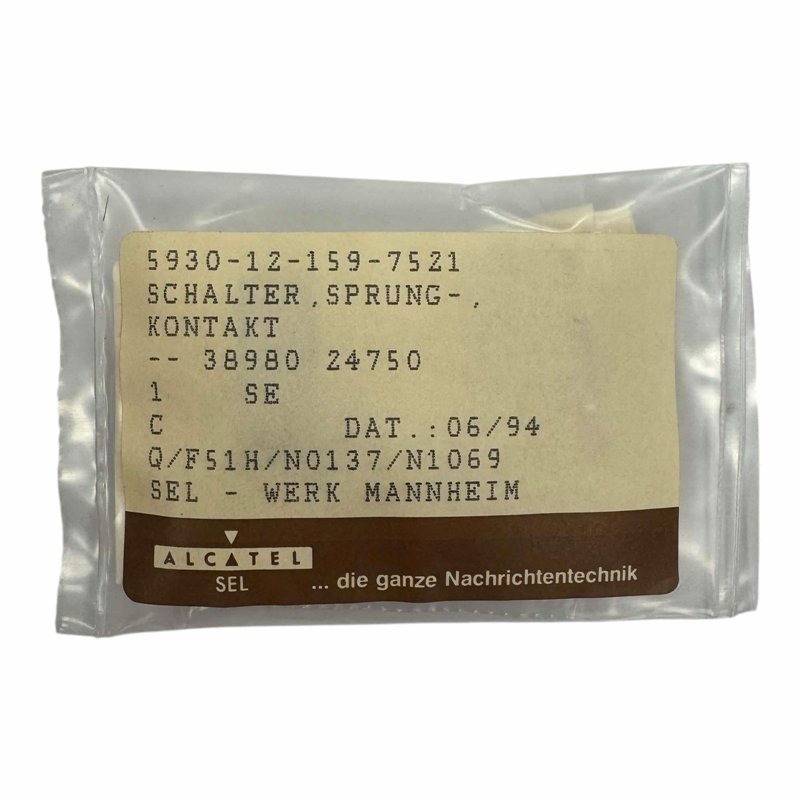 5930-12-159-7521
SCHALTER,SPRUNG-,
KONTAKT
-- 38980 24750
1 SE
C DAT.:06/94
Q/F51H/N0137/N1069
SEL - WERK MANNHEIM
ALCATEL
SEL
... die ganze Nachrichtentechnik